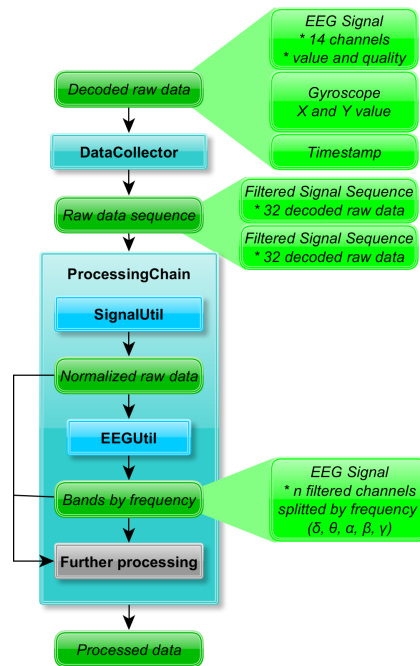 EEG Signal
* 14 channels
* value and quality
Decoded raw data
Gyroscope
X and Y value
DataCollector
Timestamp
Filtered Signal Sequence
* 32 decoded raw data
Raw data sequence
Filtered Signal Sequence
* 32 decoded raw data
ProcessingChain
SignalUtil
Normalized raw data
EEGUtil
EEG Signal
* n filtered channels
splitted by frequency
(δ, θ, α, β, γ)
Bands by frequency
Further processing
Processed data